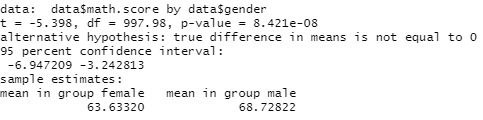 data:  data$math.score by data$gender
t = -5.398, df = 997.98, p-value = 8.421e-08
alternative hypothesis: true difference in means is not equal to 0
95 percent confidence interval:
 -6.947209 -3.242813
sample estimates:
mean in group female   mean in group male
            63.63320             68.72822